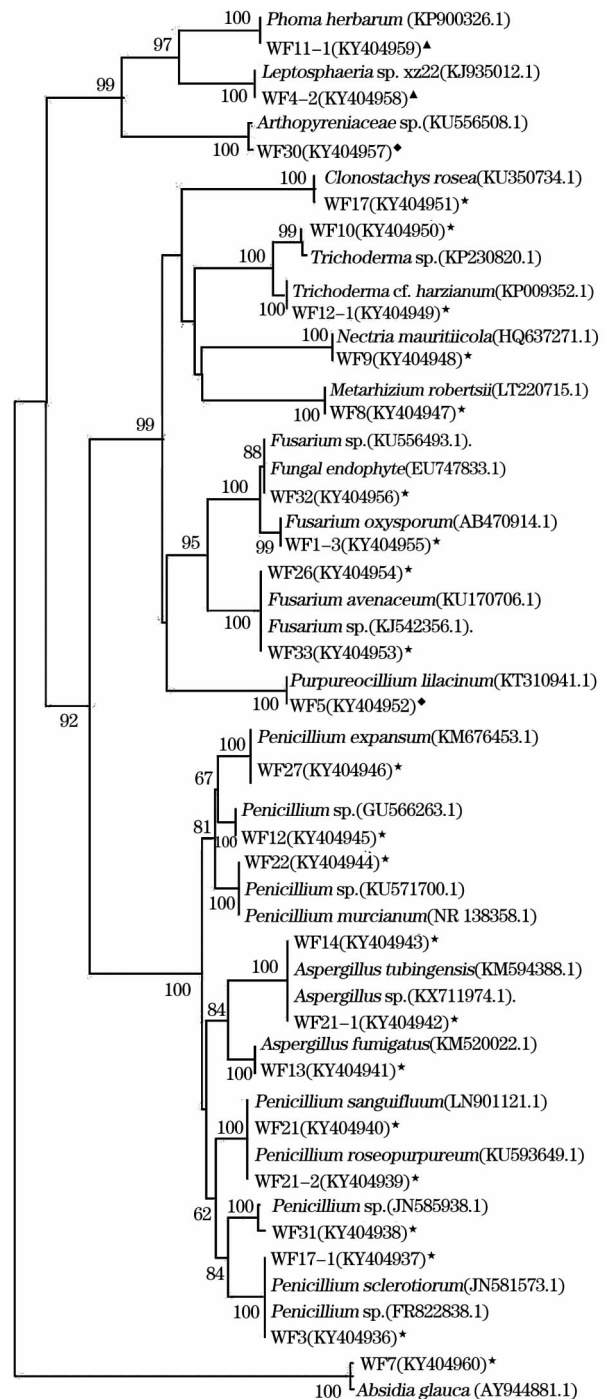 100
Phoma herbarum (KP900326.1)
97
WF11-1(KY404959)▲
Leptosphaeria sp. xz22(KJ935012.1)
99
100
WF4-2(KY404958)▲
Arthopyreniaceae sp.(KU556508.1)
100
WF30(KY404957)◆
100
Clonostachys rosea(KU350734.1)
WF17(KY404951)★
99
WF10(KY404950)★
100
Trichoderma sp.(KP230820.1)
Trichoderma cf. harzianum(KP009352.1)
100
WF12-1(KY404949)★
100
Nectria mauritiicola(HQ637271.1)
WF9(KY404948)★
Metarhizium robertsii(LT220715.1)
100
WF8(KY404947)★
99
Fusarium sp.(KU556493.1).
88
Fungal endophyte(EU747833.1)
100
WF32(KY404956)★
Fusarium oxysporum(AB470914.1)
95
99
WF1-3(KY404955)★
WF26(KY404954)★
Fusarium avenaceum(KU170706.1)
100
Fusarium sp.(KJ542356.1).
WF33(KY404953)★
Purpureocillium lilacinum(KT310941.1)
100
WF5(KY404952)◆
92
Penicillium expansum(KM676453.1)
100
WF27(KY404946)★
67
Penicillium sp.(GU566263.1)
81
100
WF12(KY404945)★
WF22(KY404944)★
Penicillium sp.(KU571700.1)
100
Penicillium murcianum(NR 138358.1)
WF14(KY404943)★
100
Aspergillus tubingensis(KM594388.1)
100
Aspergillus sp.(KX711974.1).
84
WF21-1(KY404942)★
Aspergillus fumigatus(KM520022.1)
100
WF13(KY404941)★
Penicillium sanguifluum(LN901121.1)
100
WF21(KY404940)★
Penicillium roseopurpureum(KU593649.1)
WF21-2(KY404939)★
100
Penicillium sp.(JN585938.1)
62
WF31(KY404938)★
WF17-1(KY404937)★
84
Penicillium sclerotiorum(JN581573.1)
100
Penicillium sp.(FR822838.1)
WF3(KY404936)★
WF7(KY404960)★
100
Absidia glauca (AY944881.1)